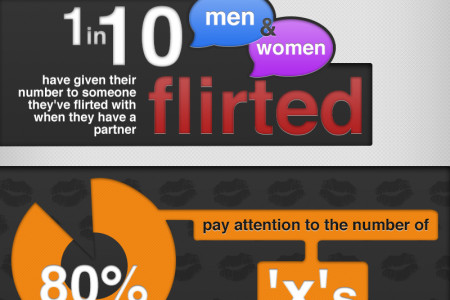 1 in 10
men
&
women
have given their
number to someone
they've flirted with
when they have a
partner
flirted
pay attention to the number of
80%
'x's